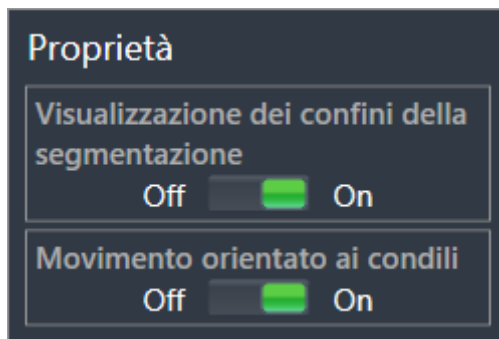 Proprietà
Visualizzazione dei confini della
segmentazione
Off On
Movimento orientato ai condili
Off On